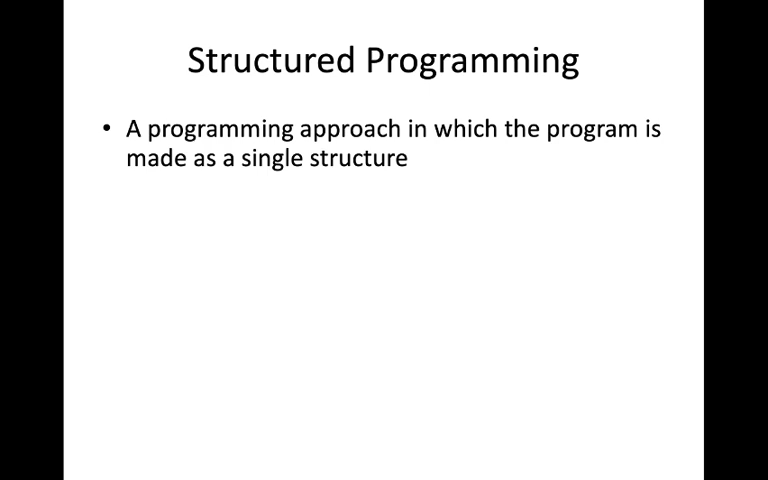 Structured Programming
• A programming approach in which the program is
made as a single structure